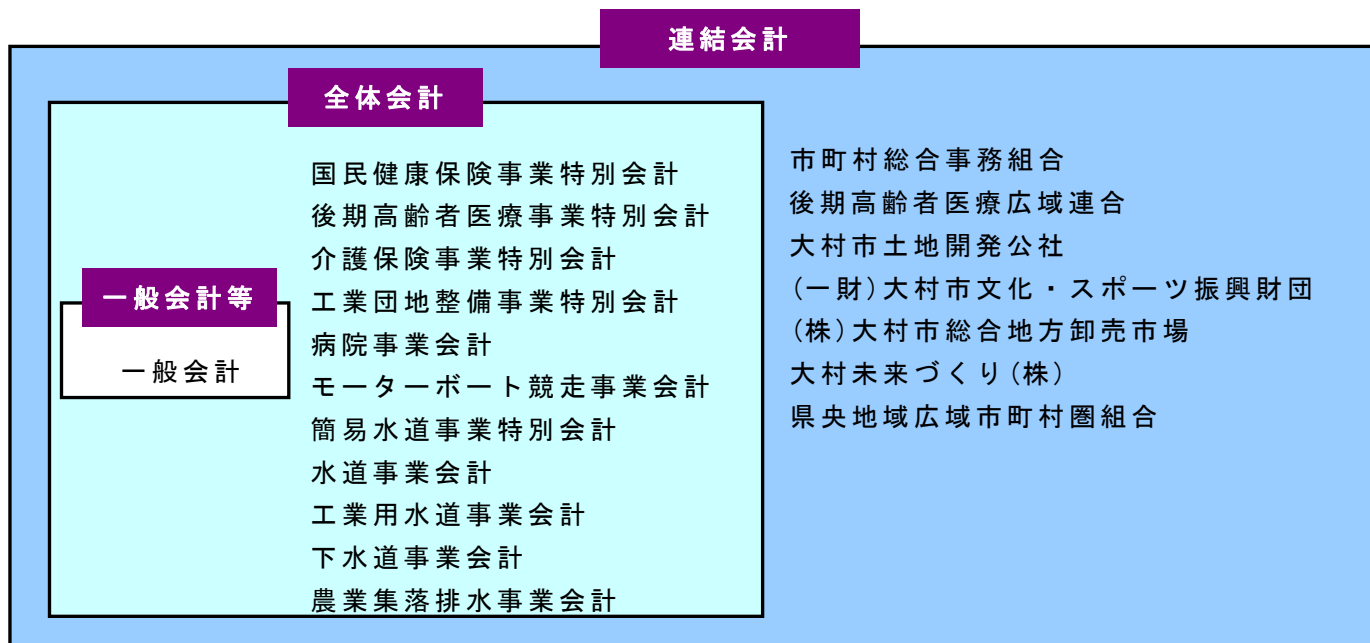 連結会計
全体会計
一般会計等
一般会計
国民健康保険事業特別会計
後期高齢者医療事業特別会計
介護保険事業特別会計
工業団地整備事業特別会計
病院事業会計
モーターボート競走事業会計
簡易水道事業特別会計
水道事業会計
工業用水道事業会計
下水道事業会計
農業集落排水事業会計
市町村総合事務組合
後期高齢者医療広域連合
大村市土地開発公社
(一財)大村市文化・スポーツ振興財団
(株)大村市総合地方卸売市場
大村未来づくり(株)
県央地域広域市町村圏組合